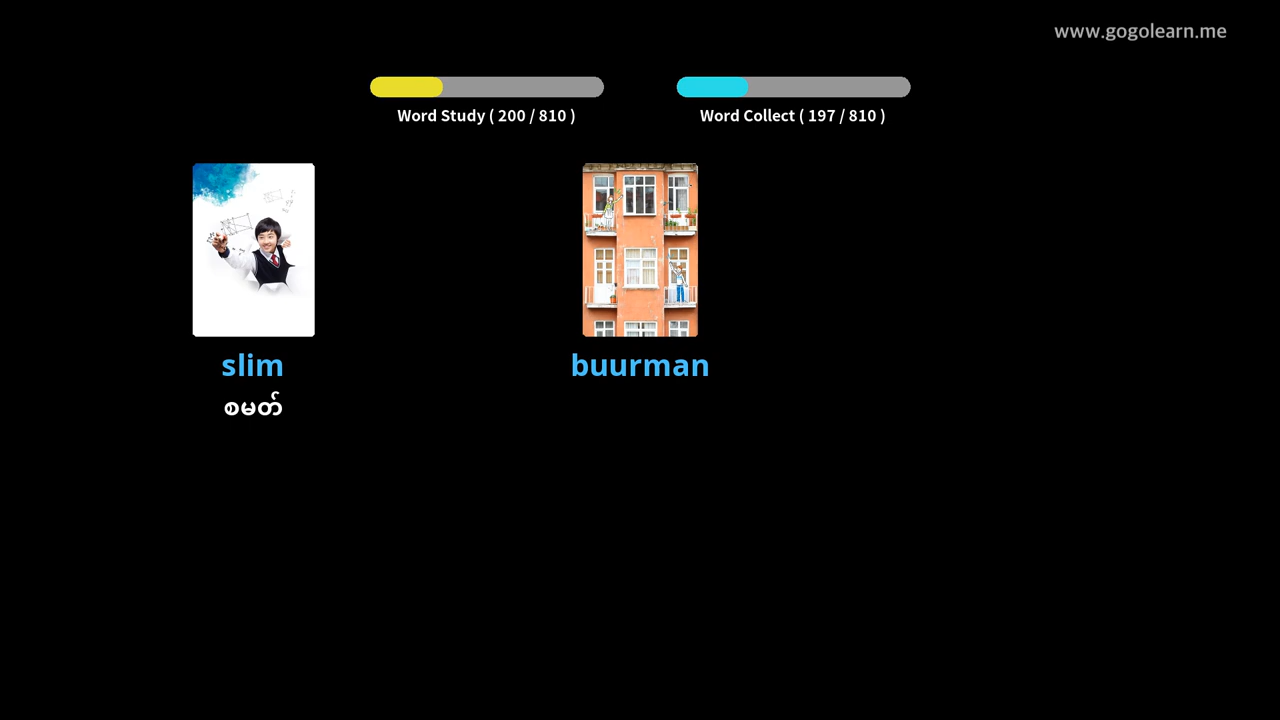 www.gogolearn.me
Word Study ( 200 / 810 )
Word Collect ( 197 / 810 )
slim
buurman
စမတ်